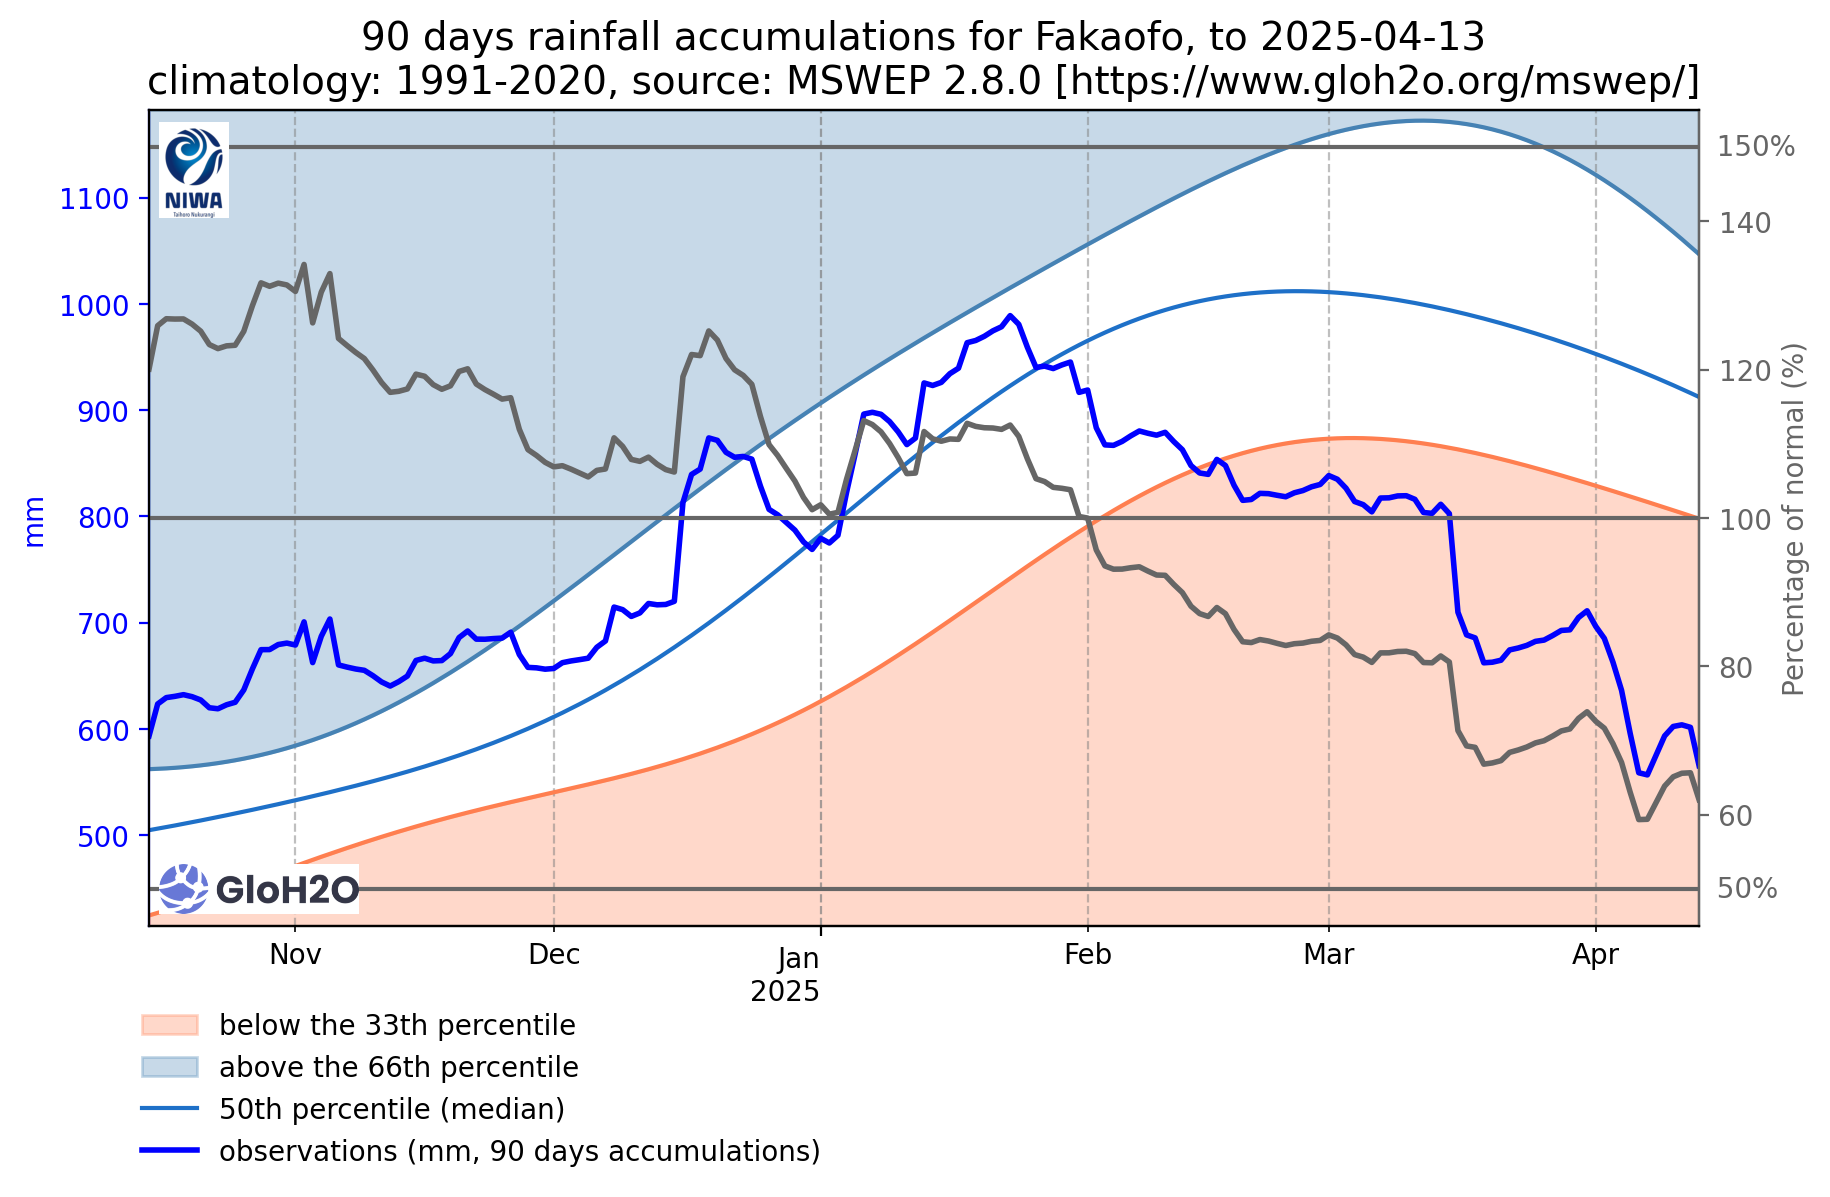 90 days rainfall accumulations for Fakaofo, to 2025-04-13
climatology: 1991-2020, source: MSWEP 2.8.0 [https://www.gloh2o.org/mswep/]
NIWA
Taihoro Nukurangi
1100
1000
900
800
700
600
500
mm
150%
140
120
100
80
60
50%
Percentage of normal (%)
GloH2O
Nov
Dec
Jan
2025
Feb
Mar
Apr
below the 33th percentile
above the 66th percentile
50th percentile (median)
observations (mm, 90 days accumulations)